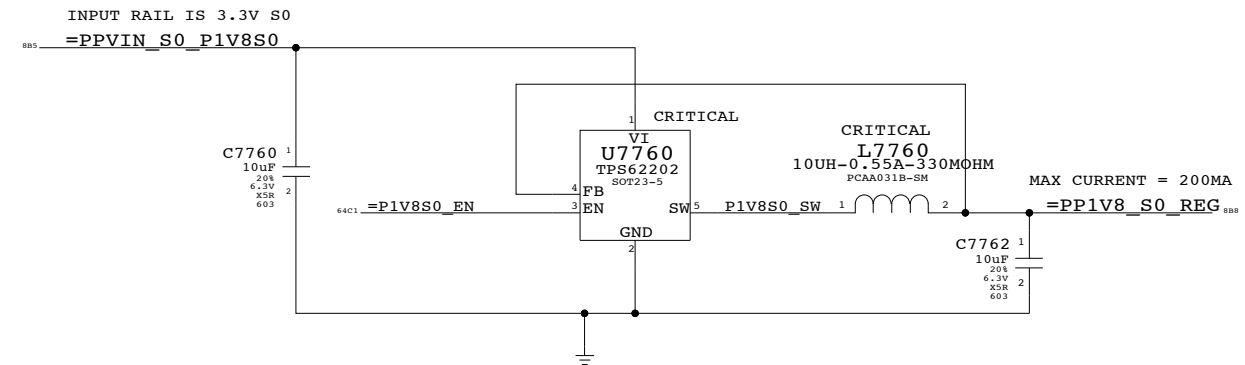 INPUT RAIL IS 3.3V S0
8B5 =PPVIN_S0_P1V8S0
C7760
10uF
20%
6.3V
X5R
603
1
2
1
CRITICAL
VI
U7760
TPS62202
SOT23-5
4 FB
64C1 =P1V8S0_EN 3 EN
SW 5 P1V8S0_SW 1 2
GND
2
CRITICAL
L7760
10UH-0.55A-330MOHM
PCAA031B-SM
MAX CURRENT = 200MA
=PP1V8_S0_REG 8B8
C7762
10uF
20%
6.3V
X5R
603
1
2